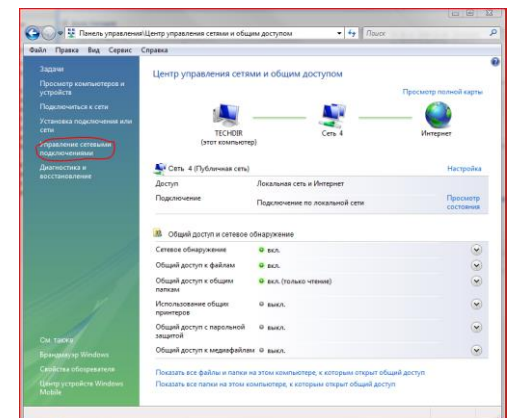 Панель управления\Центр управления сетями и общим доступом
Поиск
Файл Правка Вид Сервис Справка
Задачи
Просмотр компьютеров и
устройств
Подключиться к сети
Установка подключения или
сети
Управление сетевыми
подключениями
Диагностика и
восстановление
Центр управления сетями и общим доступом
Просмотр полной карты
TECHDIR
(этот компьютер)
Сеть 4
Интернет
Сеть 4 (Публичная сеть)
Настройка
Доступ
Локальная сеть и Интернет
Подключение
Подключение по локальной сети
Просмотр
состояния
Общий доступ и сетевое обнаружение
Сетевое обнаружение
вкл.
Общий доступ к файлам
вкл.
Общий доступ к общим
папкам
вкл. (только чтение)
Использование общих
принтеров
выкл.
Общий доступ с парольной
защитой
выкл.
Общий доступ к медиафайлам
выкл.
См. также
Брандмауэр Windows
Свойства обозревателя
Центр устройств Windows
Mobile
Показать все файлы и папки на этом компьютере, к которым открыт общий доступ
Показать все папки на этом компьютере, к которым открыт общий доступ